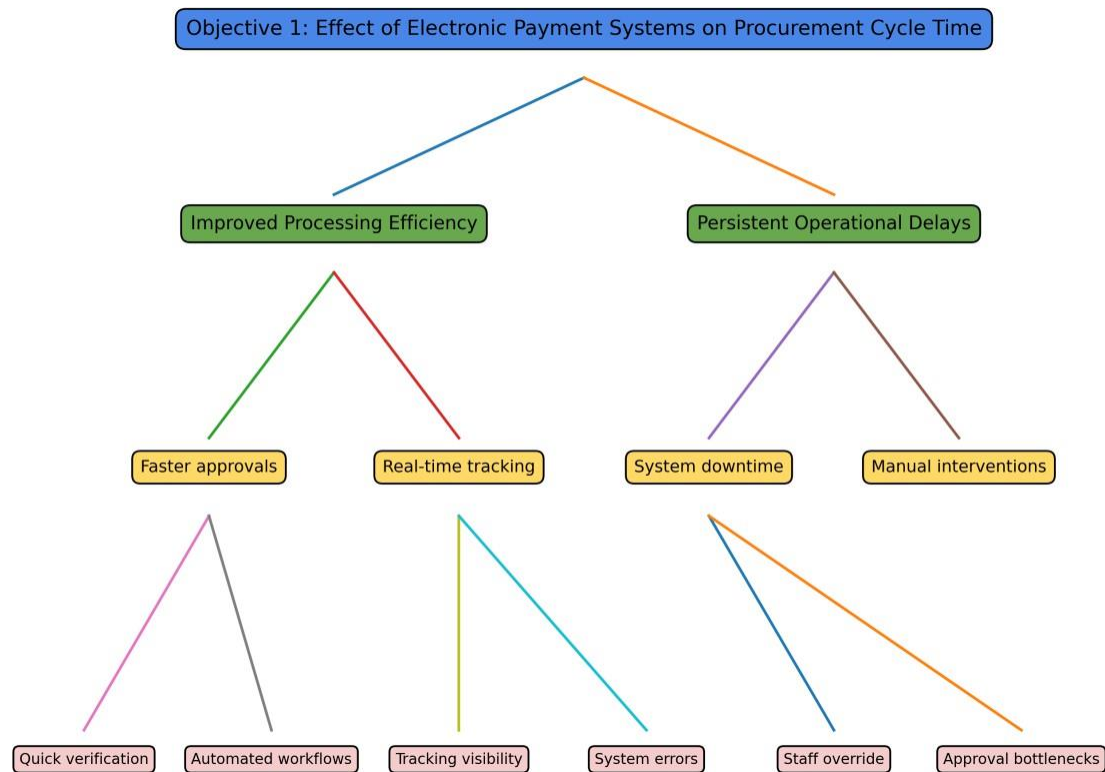 Objective 1: Effect of Electronic Payment Systems on Procurement Cycle Time
Improved Processing Efficiency
Persistent Operational Delays
Faster approvals
Real-time tracking
System downtime
Manual interventions
Quick verification
Automated workflows
Tracking visibility
System errors
Staff override
Approval bottlenecks